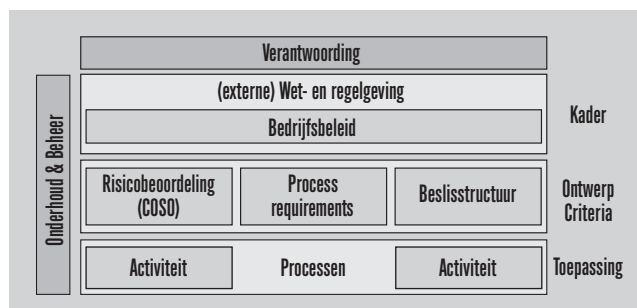 Verantwoording
Onderhoud & Beheer
(externe) Wet- en regelgeving
Bedrijfsbeleid
Kader
Risicobeoordeling
(COSO)
Process
requirements
Beslisstructuur
Ontwerp
Criteria
Activiteit
Processen
Activiteit
Toepassing